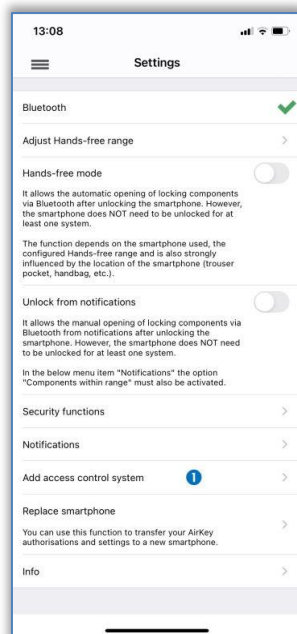 13:08
Settings
Bluetooth
Adjust Hands-free range
Hands-free mode
It allows the automatic opening of locking components
via Bluetooth after unlocking the smartphone. However,
the smartphone does NOT need to be unlocked for at
least one system.
The function depends on the smartphone used, the
configured Hands-free range and is also strongly
influenced by the location of the smartphone (trouser
pocket, handbag, etc.).
Unlock from notifications
It allows the manual opening of locking components via
Bluetooth from notifications after unlocking the
smartphone. However, the smartphone does NOT need
to be unlocked for at least one system.
In the below menu item "Notifications" the option
"Components within range" must also be activated.
Security functions
Notifications
Add access control system 1
Replace smartphone
You can use this function to transfer your AirKey
authorisations and settings to a new smartphone.
Info